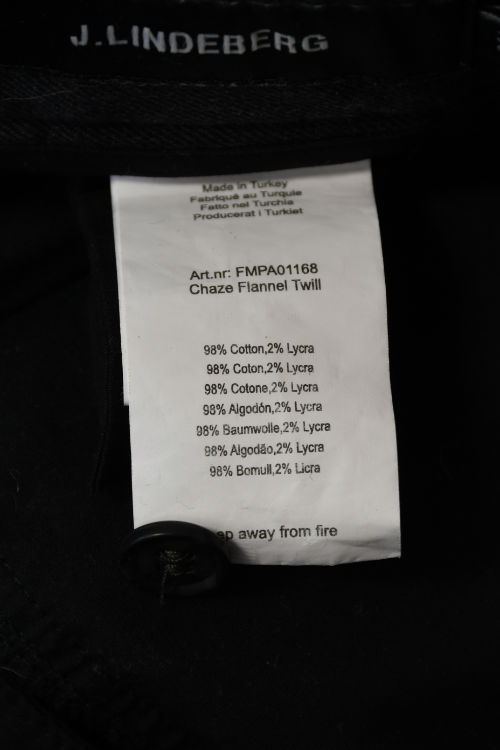 J.LINDEBERG
Made in Turkey
Fabriqué au Turquie
Fatto nel Turchia
Producerat i Turkiet
Art.nr: FMPA01168
Chaze Flannel Twill
98% Cotton,2% Lycra
98% Coton,2% Lycra
98% Cotone,2% Lycra
98% Algodón,2% Lycra
98% Baumwolle,2% Lycra
98% Algodão,2% Lycra
98% Bomull,2% Licra
away from fire